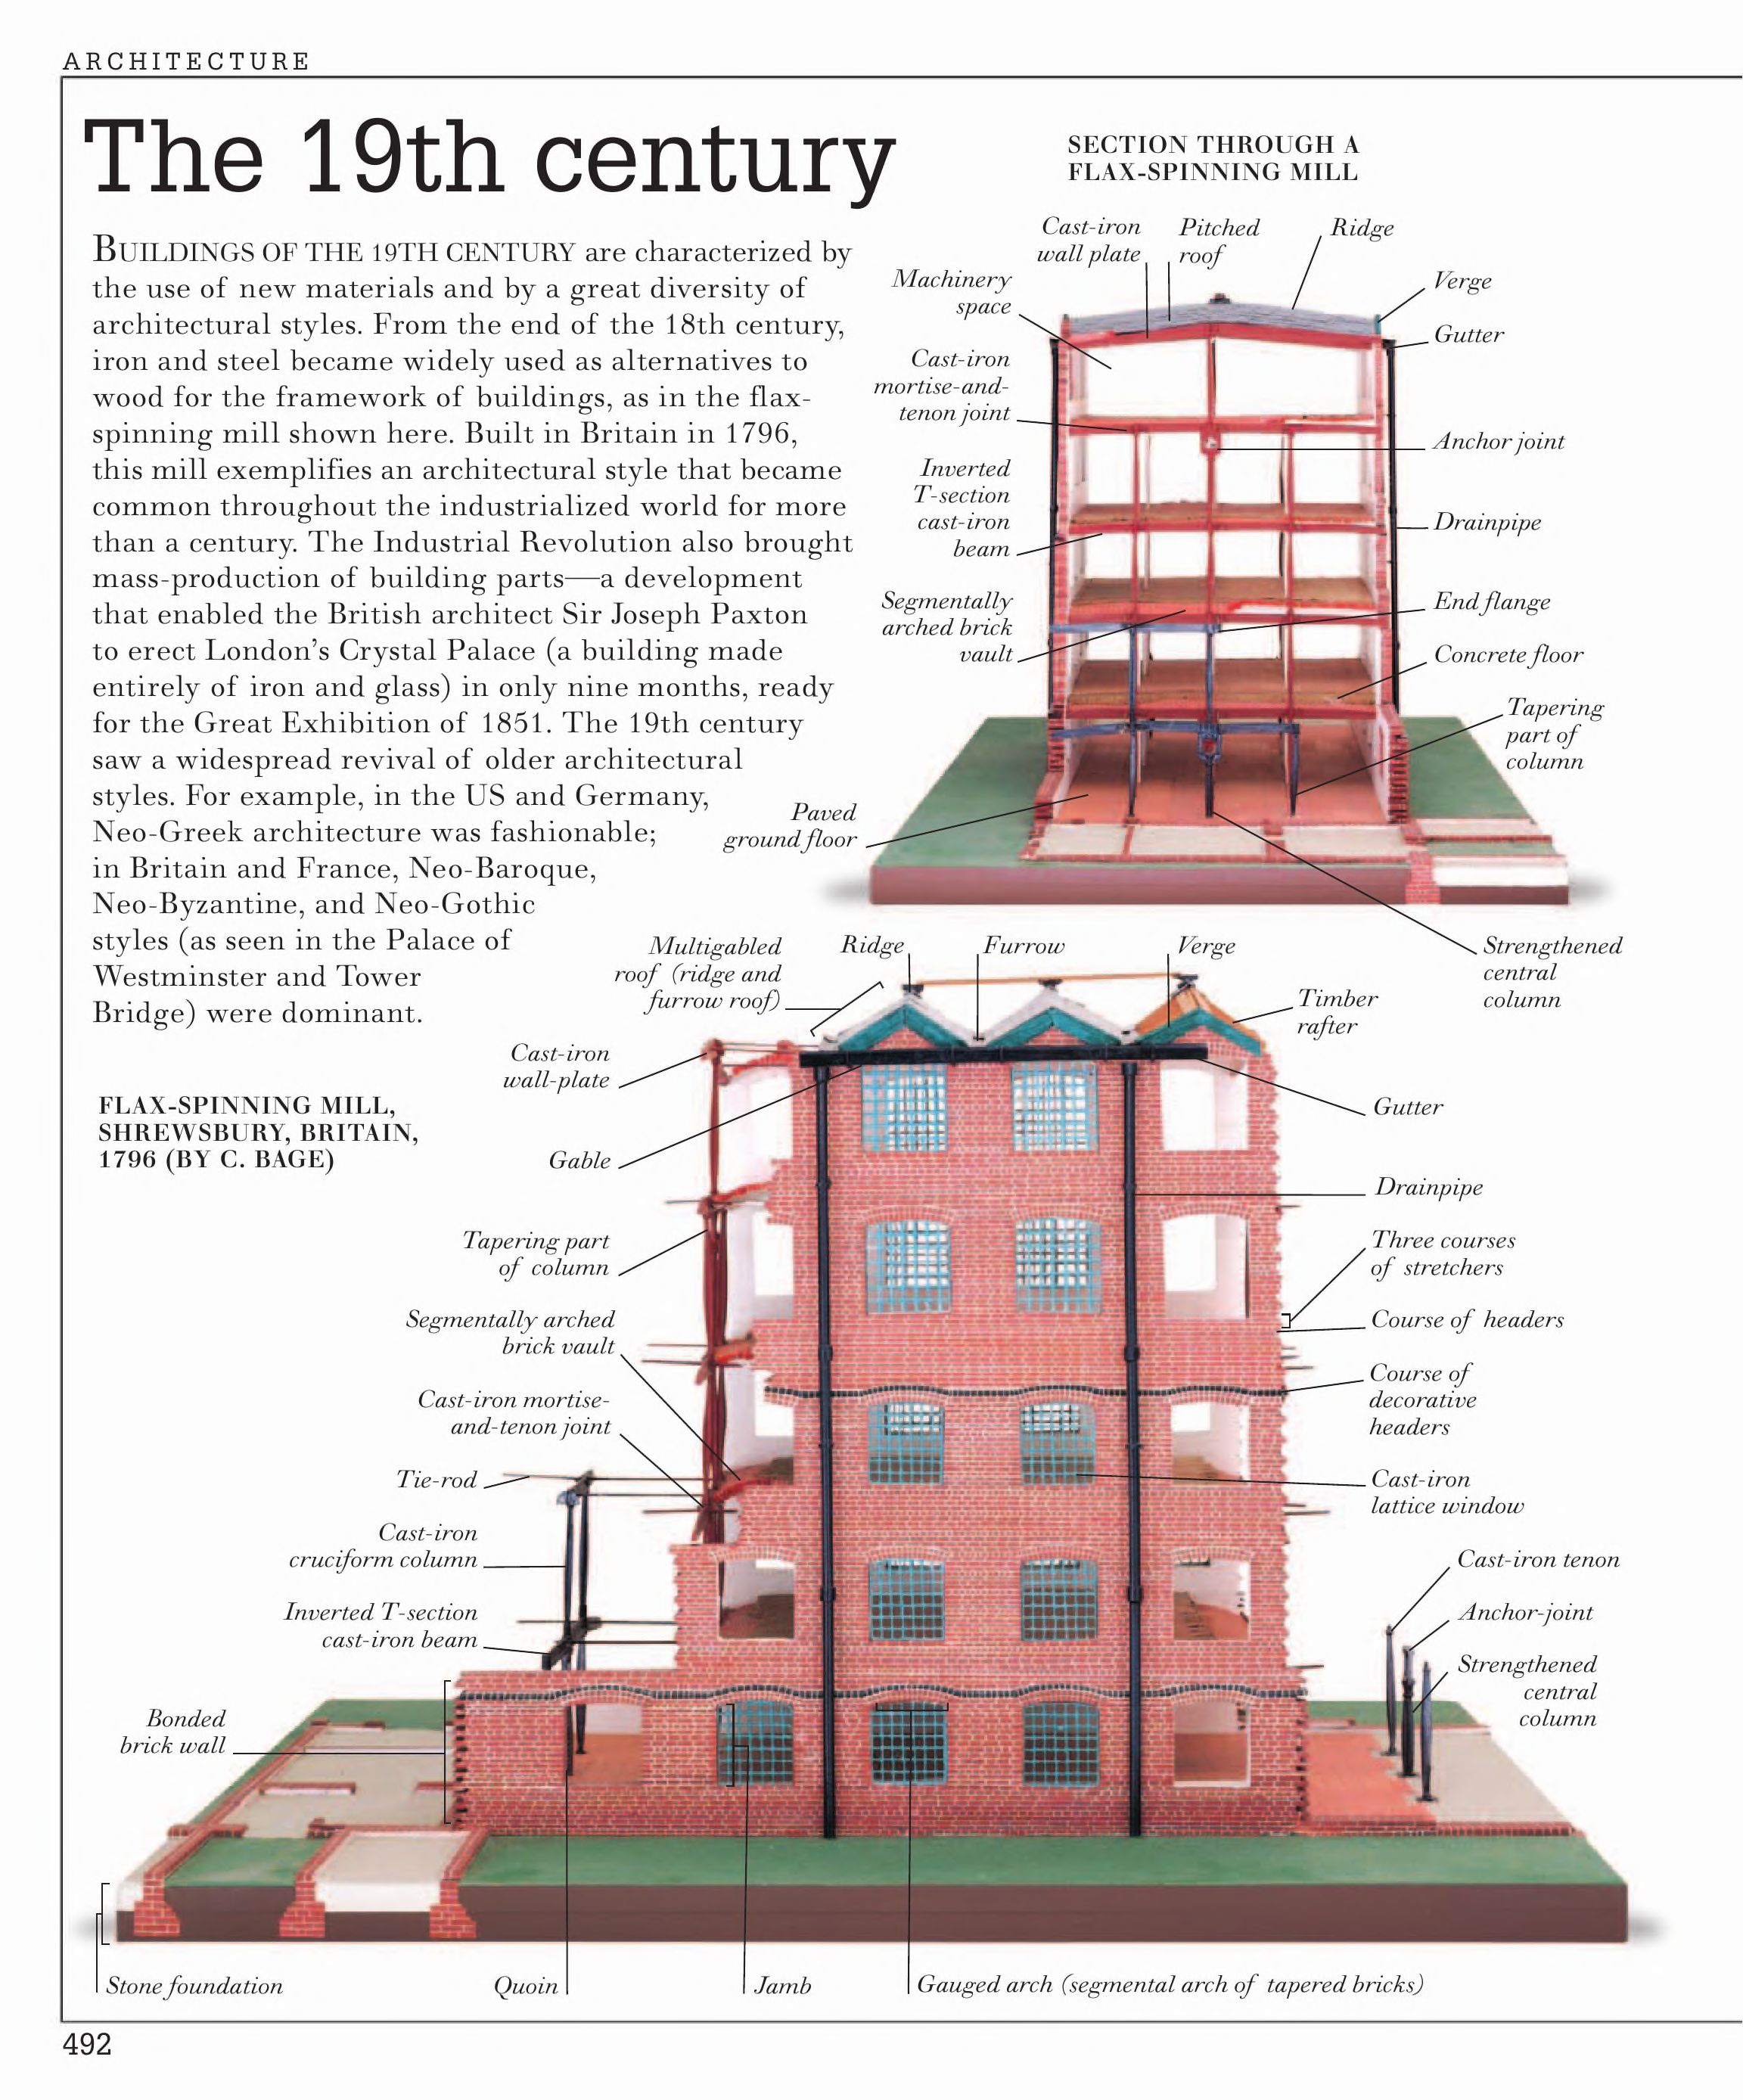 ARCHITECTURE
The 19th century
BUILDINGS OF THE 19TH CENTURY are characterized by
the use of new materials and by a great diversity of
architectural styles. From the end of the 18th century,
iron and steel became widely used as alternatives to
wood for the framework of buildings, as in the flax-
spinning mill shown here. Built in Britain in 1796,
this mill exemplifies an architectural style that became
common throughout the industrialized world for more
than a century. The Industrial Revolution also brought
mass-production of building parts—a development
that enabled the British architect Sir Joseph Paxton
to erect London’s Crystal Palace (a building made
entirely of iron and glass) in only nine months, ready
for the Great Exhibition of 1851. The 19th century
saw a widespread revival of older architectural
styles. For example, in the US and Germany,
Neo-Greek architecture was fashionable;
in Britain and France, Neo-Baroque,
Neo-Byzantine, and Neo-Gothic
styles (as seen in the Palace of
Westminster and Tower
Bridge) were dominant.
SECTION THROUGH A
FLAX-SPINNING MILL
Cast-iron
wall plate
Pitched
roof
Ridge
Machinery
space
Verge
Gutter
Cast-iron
mortise-and-
tenon joint
Anchor joint
Inverted
T-section
cast-iron
beam
Drainpipe
Segmentally
arched brick
vault
End flange
Concrete floor
Tapering
part of
column
Paved
ground floor
Strengthened
central
column
FLAX-SPINNING MILL,
SHREWSBURY, BRITAIN,
1796 (BY C. BAGE)
Multigabled
roof (ridge and
furrow roof)
Ridge
Furrow
Verge
Timber
rafter
Cast-iron
wall-plate
Gutter
Gable
Drainpipe
Tapering part
of column
Three courses
of stretchers
Segmentally arched
brick vault
Course of headers
Course of
decorative
headers
Cast-iron mortise-
and-tenon joint
Tie-rod
Cast-iron
lattice window
Cast-iron
cruciform column
Cast-iron tenon
Inverted T-section
cast-iron beam
Anchor-joint
Strengthened
central
column
Bonded
brick wall
Stone foundation
Quoin
Jamb
Gauged arch (segmental arch of tapered bricks)
492